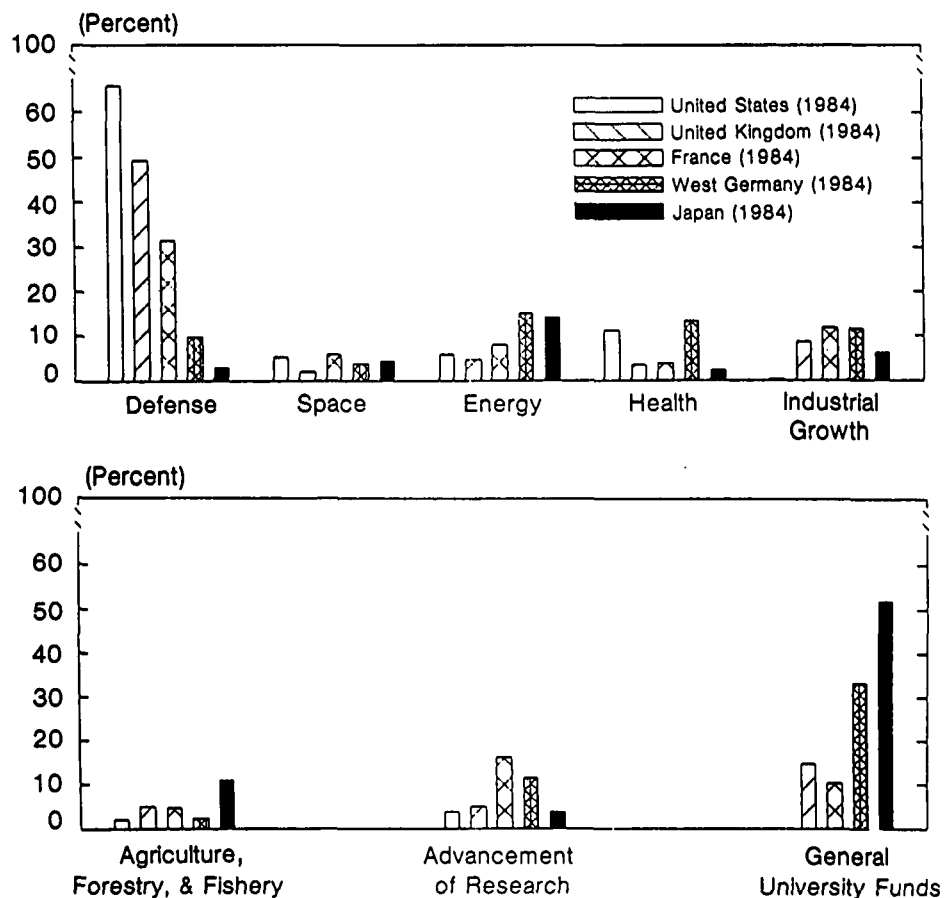 (Percent)
100
60
50
40
30
20
10
0
United States (1984)
United Kingdom (1984)
France (1984)
West Germany (1984)
Japan (1984)
Defense
Space
Energy
Health
Industrial
Growth
(Percent)
100
60
50
40
30
20
10
0
Agriculture,
Forestry, & Fishery
Advancement
of Research
General
University Funds